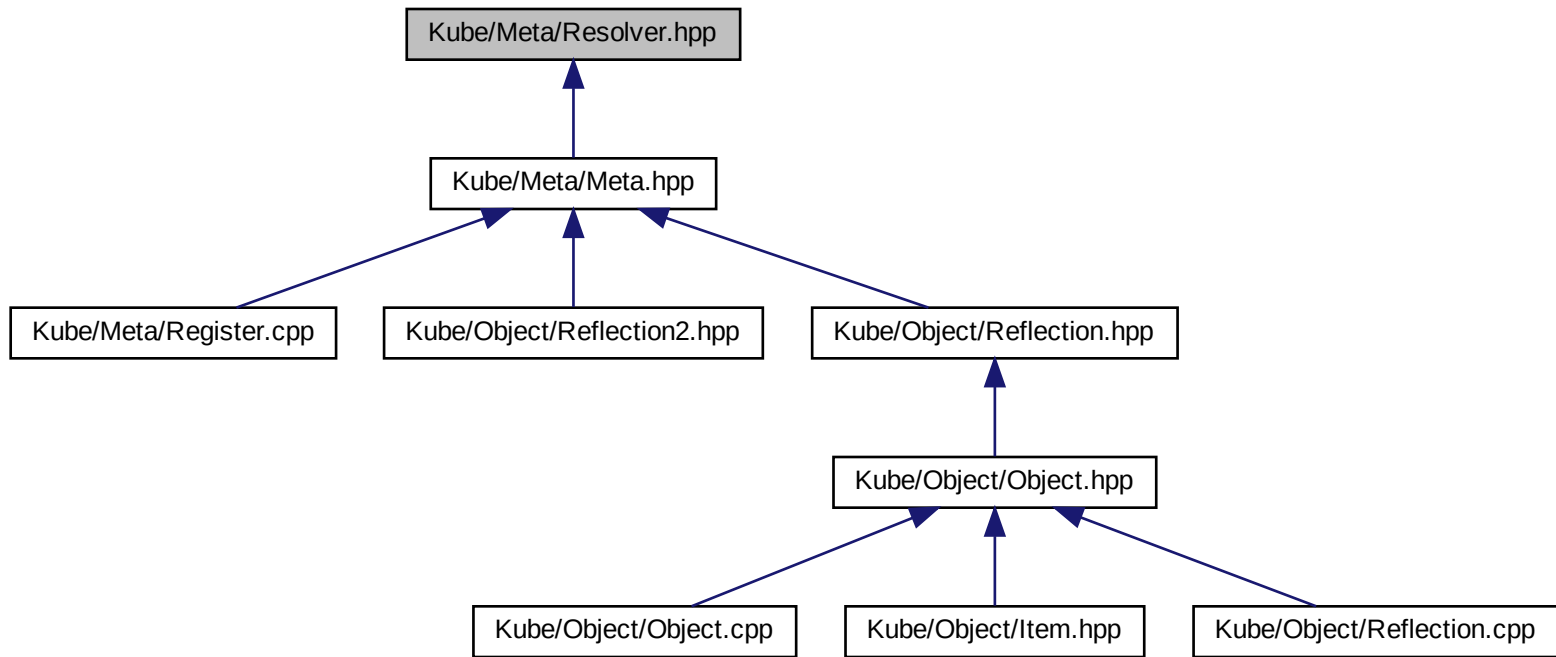 Kube/Meta/Resolver.hpp
Kube/Meta/Meta.hpp
Kube/Meta/Register.cpp
Kube/Object/Reflection2.hpp
Kube/Object/Reflection.hpp
Kube/Object/Object.hpp
Kube/Object/Object.cpp
Kube/Object/Item.hpp
Kube/Object/Reflection.cpp